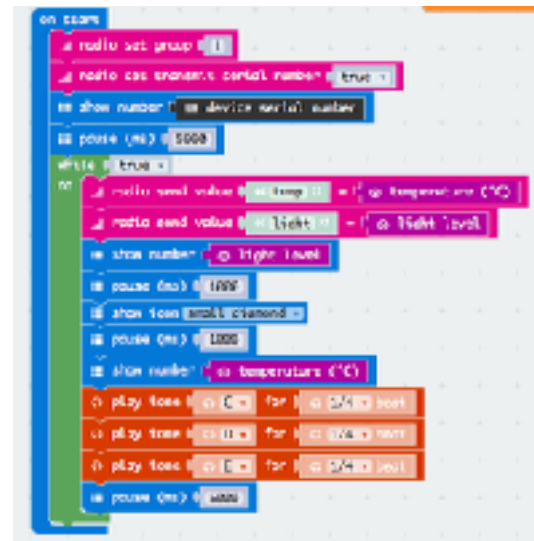 on start
radio set group 1
radio set transmit serial number true
show number device serial number
pause (ms) 5000
while true
do
radio send value "temp" = temperature (°C)
radio send value "light" = light level
show number light level
pause (ms) 1000
show icon small diamond
pause (ms) 1000
show number temperature (°C)
play tone C for 1/4 beat
play tone for 1/4 beat
play tone for 1/4 beat
pause (ms)